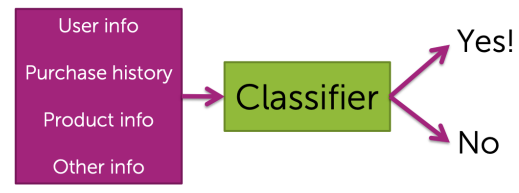 User info
Purchase history
Product info
Other info
Classifier
Yes!
No